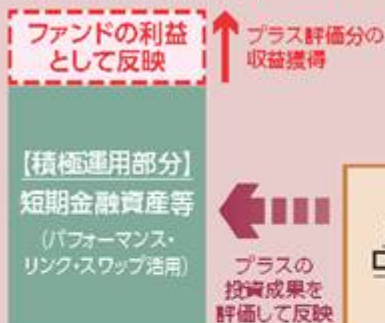 ファンドの利益
として反映
プラス評価分の
収益獲得
【積極運用部分】
短期金融資産等
(パフォーマンス・
リンク・スワップ活用)
プラスの
投資成果を
評価して反映